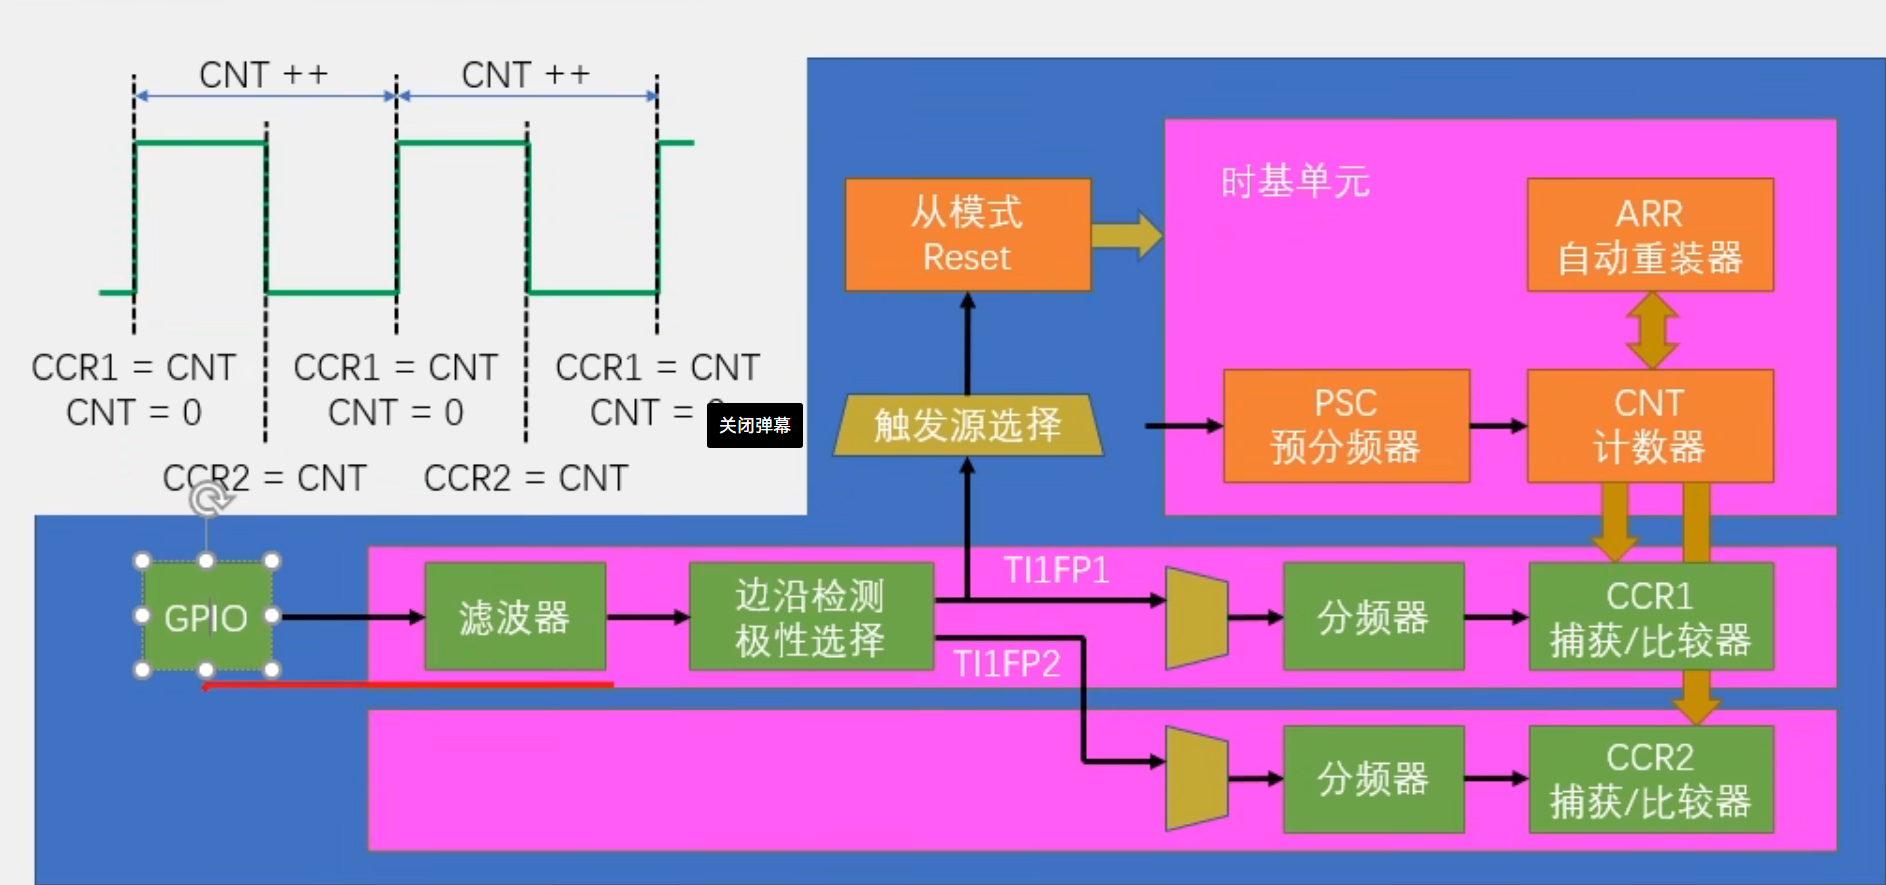 CNT ++
CNT ++
CCR1 = CNT
CNT = 0
CCR1 = CNT
CNT = 0
CCR1 = CNT
CNT =
关闭弹幕
CCR2 = CNT
CCR2 = CNT
时基单元
从模式
Reset
ARR
自动重装器
触发源选择
PSC
预分频器
CNT
计数器
GPIO
滤波器
边沿检测
极性选择
TI1FP1
TI1FP2
分频器
CCR1
捕获/比较器
分频器
CCR2
捕获/比较器